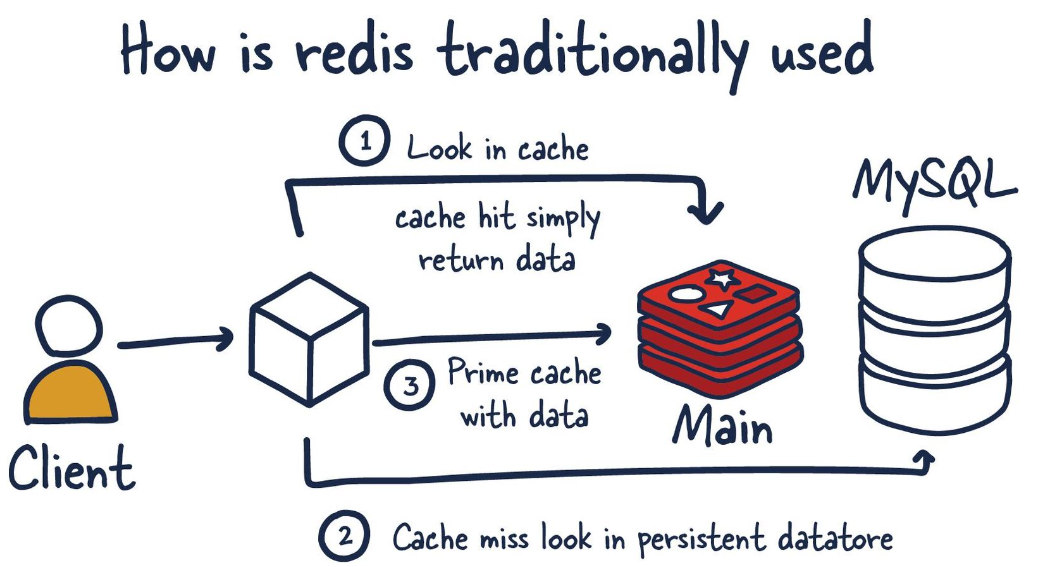 How is redis traditionally used
1 Look in cache
cache hit simply
return data
MySQL
3 Prime cache
with data
Main
Client
2 Cache miss look in persistent datatore